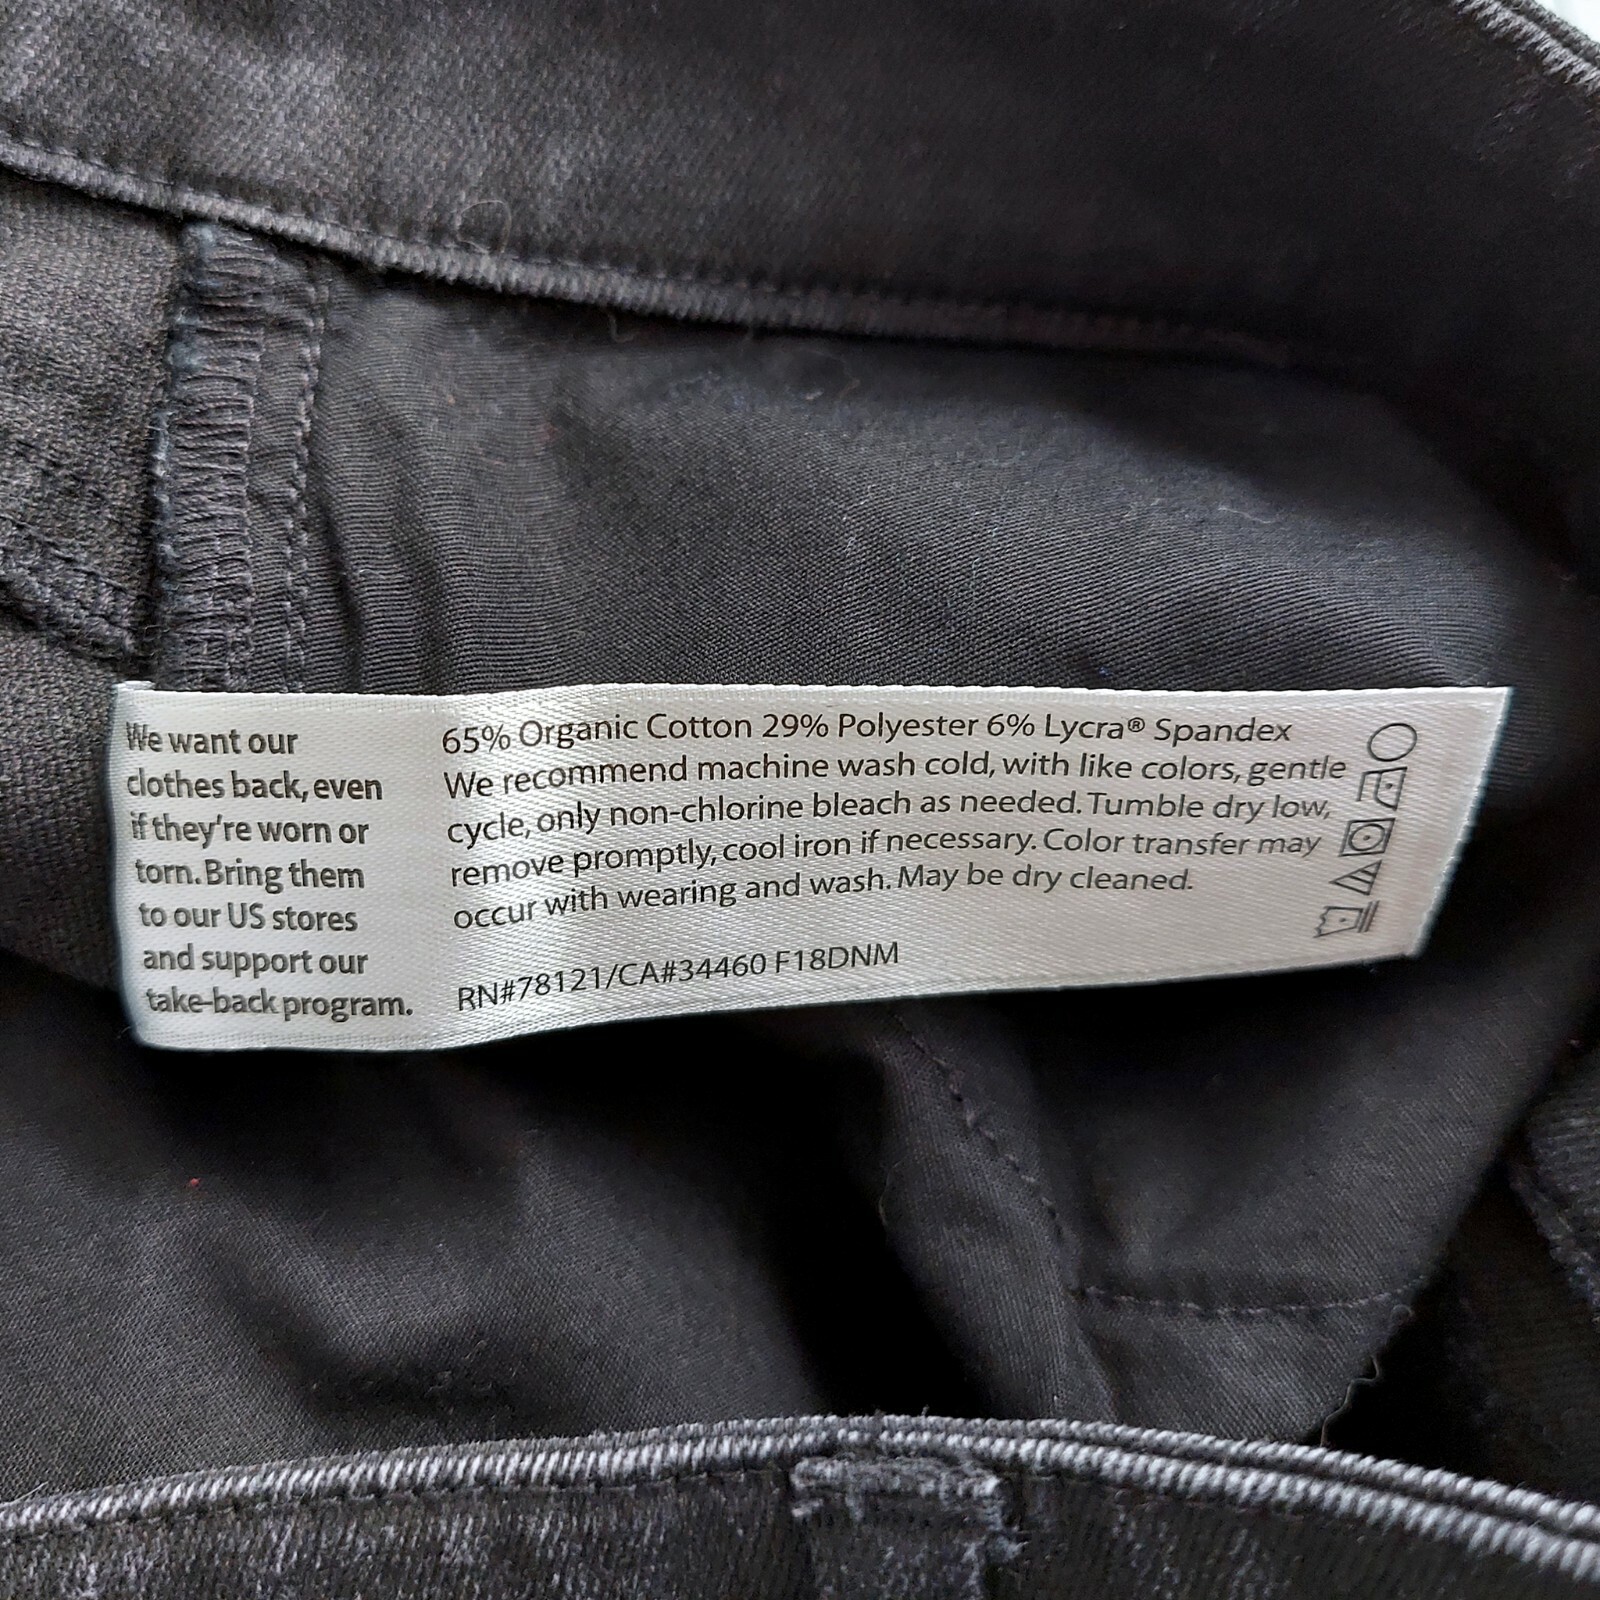 We want our
clothes back, even
if they're worn or
torn. Bring them
to our US stores
and support our
take-back program.
65% Organic Cotton 29% Polyester 6% Lycra® Spandex
We recommend machine wash cold, with like colors, gentle
cycle, only non-chlorine bleach as needed. Tumble dry low,
remove promptly, cool iron if necessary. Color transfer may
occur with wearing and wash. May be dry cleaned.
RN#78121/CA#34460 F18DNM